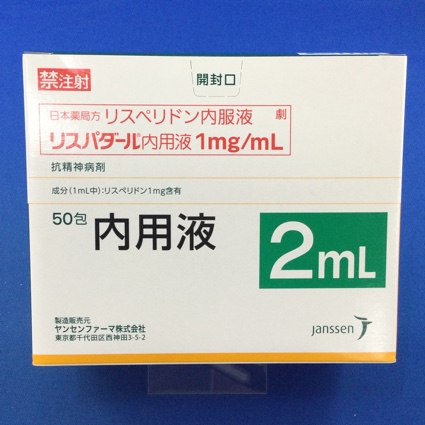 禁注射
開封口
日本薬局方 リスペリドン内服液 劇
リスパダール®内用液 1mg/mL
抗精神病剤
成分(1mL中):リスペリドン1mg含有
50包 内用液 2mL
製造販売元
ヤンセンファーマ株式会社
東京都千代田区西神田3-5-2
janssen